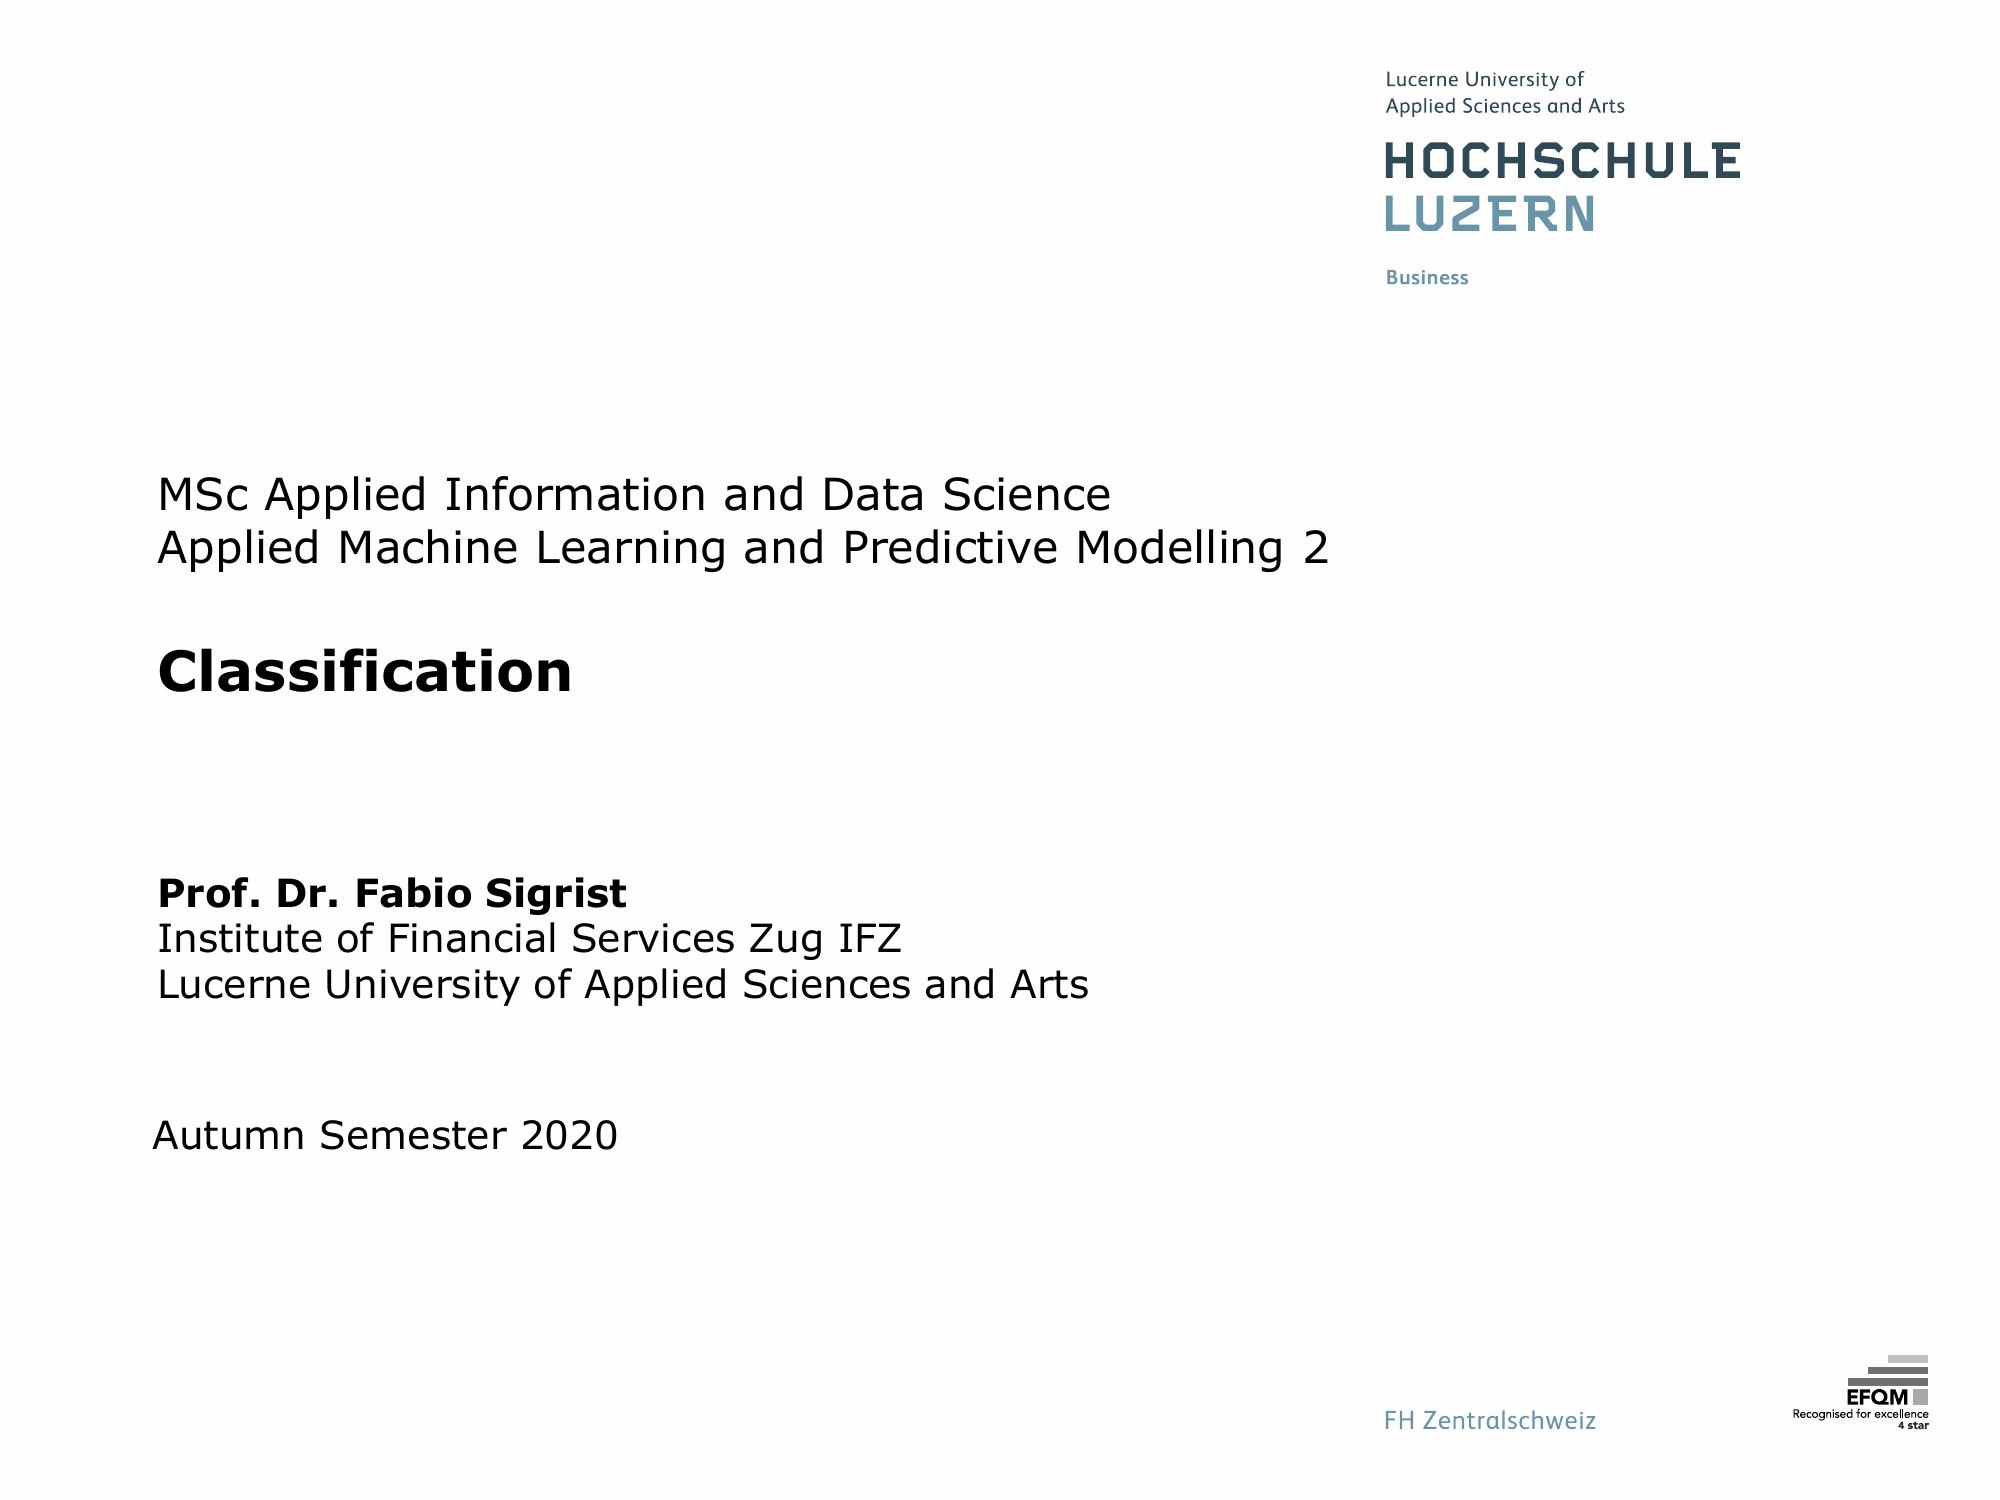 Lucerne University of
Applied Sciences and Arts
HOCHSCHULE
LUZERN
Business
MSc Applied Information and Data Science
Applied Machine Learning and Predictive Modelling 2
Classification
Prof. Dr. Fabio Sigrist
Institute of Financial Services Zug IFZ
Lucerne University of Applied Sciences and Arts
Autumn Semester 2020
FH Zentralschweiz
EFQM
Recognised for excellence
4 star